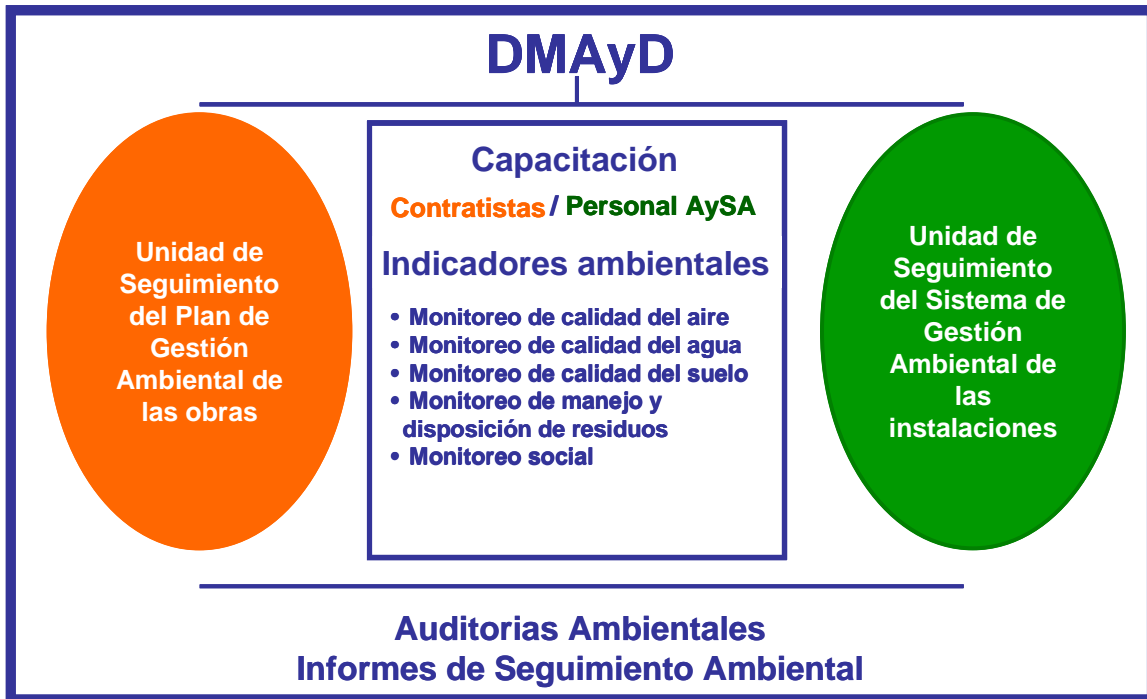 DMAyD
Unidad de
Seguimiento
del Plan de
Gestión
Ambiental de
las obras
Capacitación
Contratistas / Personal AySA
Indicadores ambientales
• Monitoreo de calidad del aire
• Monitoreo de calidad del agua
• Monitoreo de calidad del suelo
• Monitoreo de manejo y
disposición de residuos
• Monitoreo social
Unidad de
Seguimiento
del Sistema de
Gestión
Ambiental de
las
instalaciones
Auditorias Ambientales
Informes de Seguimiento Ambiental